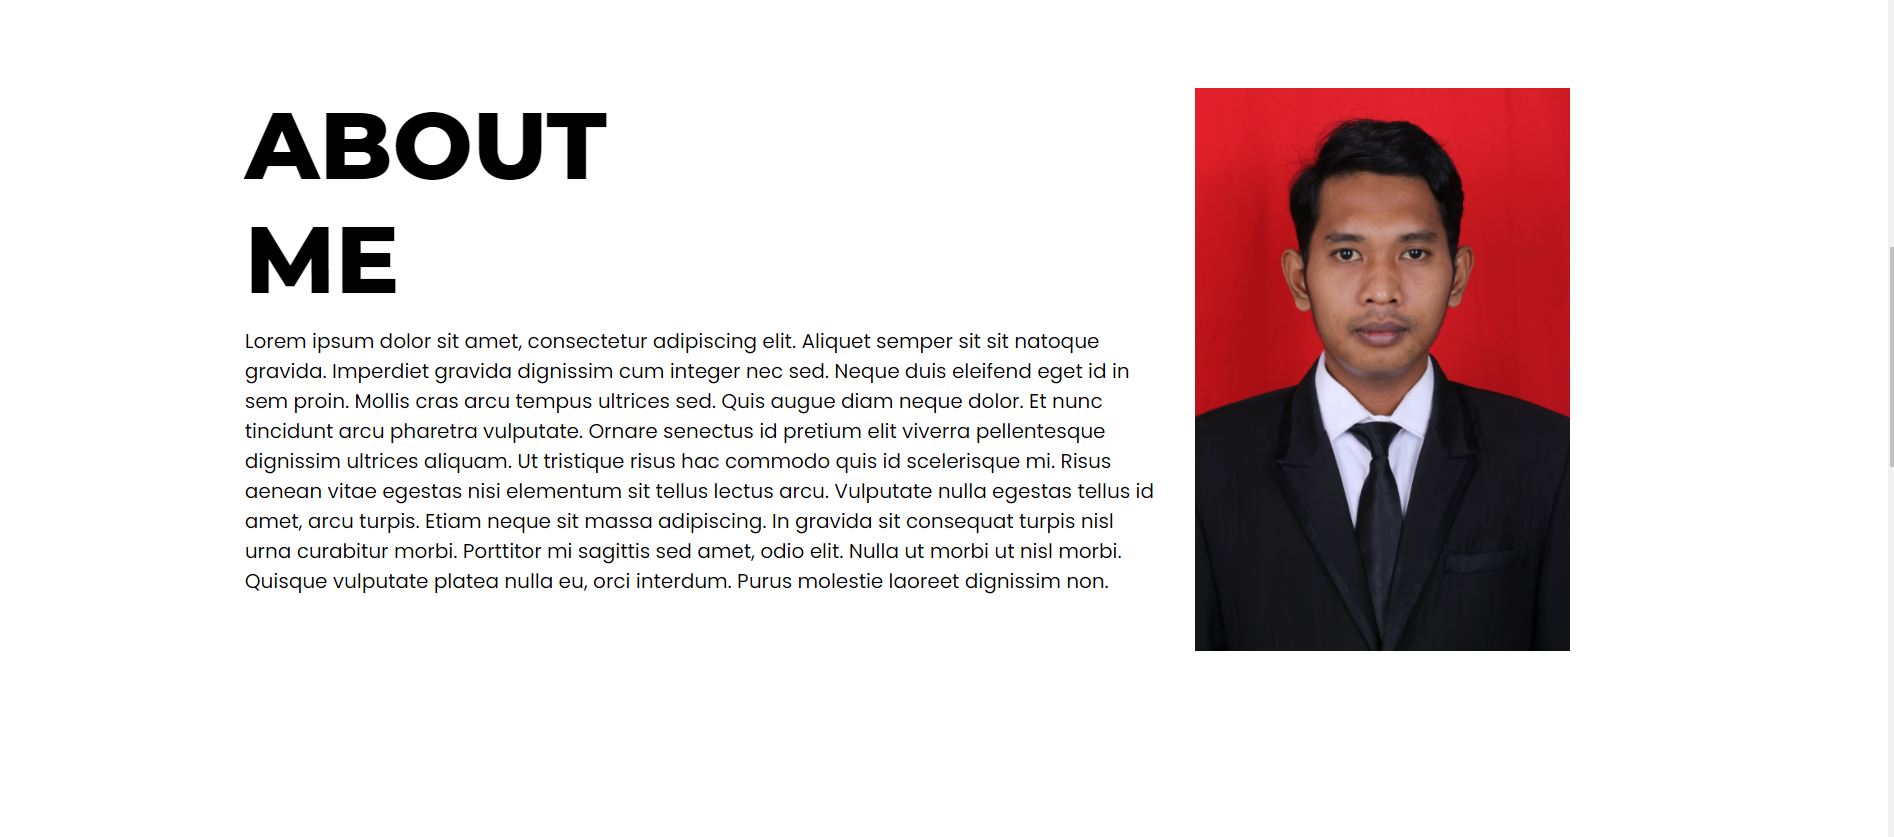 ABOUT
ME
Lorem ipsum dolor sit amet, consectetur adipiscing elit. Aliquet semper sit sit natoque
gravida. Imperdiet gravida dignissim cum integer nec sed. Neque duis eleifend eget id in
sem proin. Mollis cras arcu tempus ultrices sed. Quis augue diam neque dolor. Et nunc
tincidunt arcu pharetra vulputate. Ornare senectus id pretium elit viverra pellentesque
dignissim ultrices aliquam. Ut tristique risus hac commodo quis id scelerisque mi. Risus
aenean vitae egestas nisi elementum sit tellus lectus arcu. Vulputate nulla egestas tellus id
amet, arcu turpis. Etiam neque sit massa adipiscing. In gravida sit consequat turpis nisl
urna curabitur morbi. Porttitor mi sagittis sed amet, odio elit. Nulla ut morbi ut nisl morbi.
Quisque vulputate platea nulla eu, orci interdum. Purus molestie laoreet dignissim non.